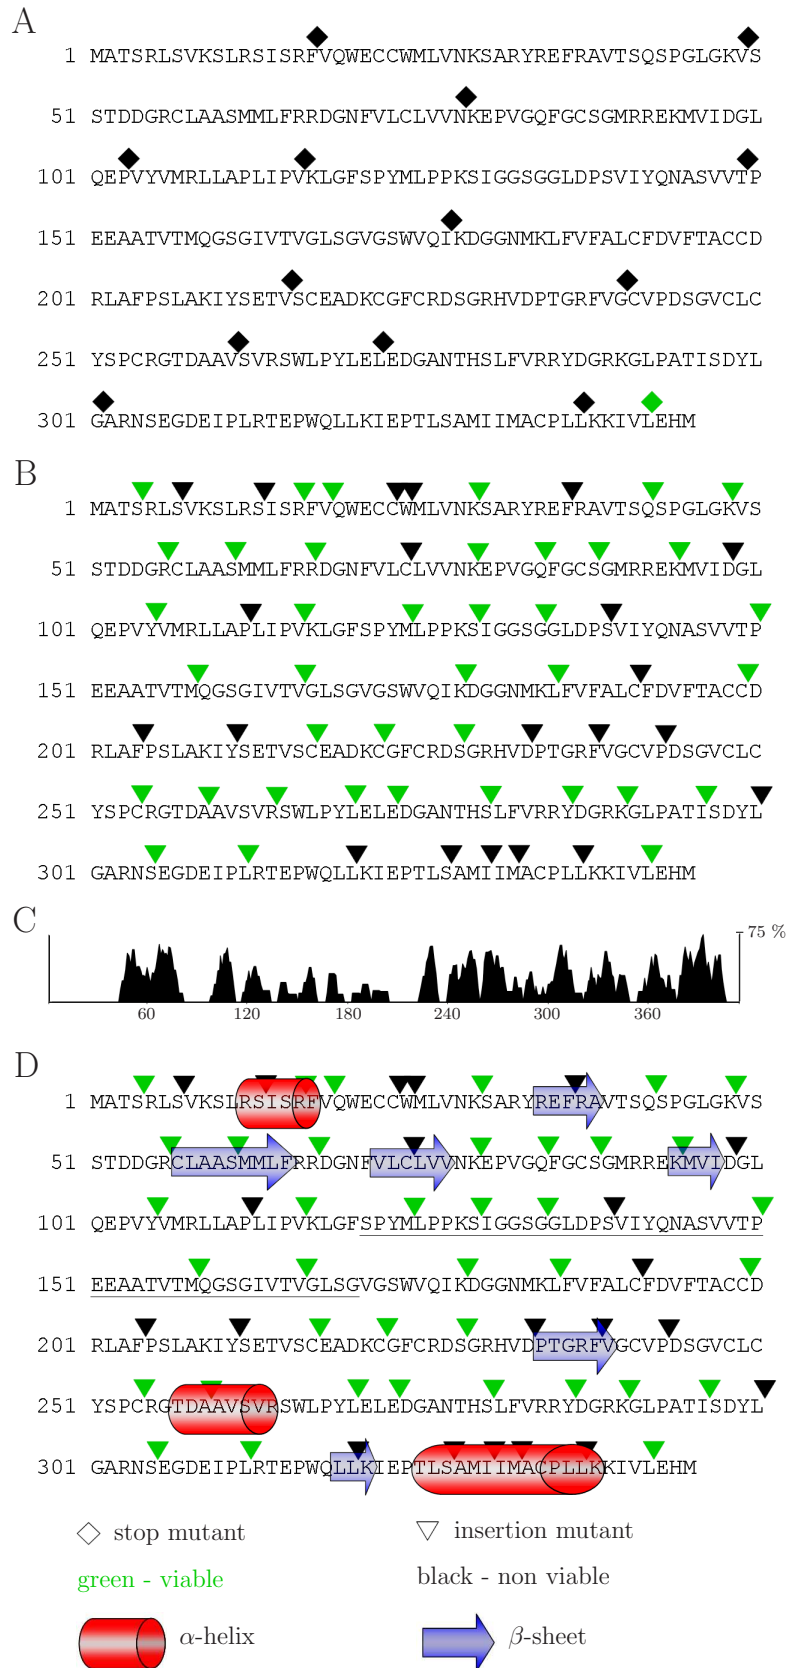 A
1 MATSRLSVKSLRSISRFVQWECCWMLVNKSARYREFRAVTSQSPGLGKVS
51 STDDGRCLAASMMLFRRDGNFVLCLVVNKEPVGQFGCSGMRREKMVIDGL
101 QEPVYVMRLLAPLIPVKLGFSPYMLPPKSIGGSGGLDPSVIYQNASVVTP
151 EEAATVTMQGSGIVTVGLSGVGSWVQIKDGGNMKLFVFALCFDVFTACCD
201 RLAFPSLAKIYSETVSCEADKCGFCRDSGRHVDPTGRFVGCVPDSGVCLC
251 YSPCRGTDAAVSVRSWLPYLELEDGANTHSLFVRRYDGRKGLPATISDYL
301 GARNSEGDEIPLRTEPWQLLKIEPTLSAMIIMACPLLKKIVLEHM
B
1 MATSRLSVKSLRSISRFVQWECCWMLVNKSARYREFRAVTSQSPGLGKVS
51 STDDGRCLAASMMLFRRDGNFVLCLVVNKEPVGQFGCSGMRREKMVIDGL
101 QEPVYVMRLLAPLIPVKLGFSPYMLPPKSIGGSGGLDPSVIYQNASVVTP
151 EEAATVTMQGSGIVTVGLSGVGSWVQIKDGGNMKLFVFALCFDVFTACCD
201 RLAFPSLAKIYSETVSCEADKCGFCRDSGRHVDPTGRFVGCVPDSGVCLC
251 YSPCRGTDAAVSVRSWLPYLELEDGANTHSLFVRRYDGRKGLPATISDYL
301 GARNSEGDEIPLRTEPWQLLKIEPTLSAMIIMACPLLKKIVLEHM
C
75 %
60 120 180 240 300 360
D
1 MATSRLSVKSLRSISRFVQWECCWMLVNKSARYREFRAVTSQSPGLGKVS
51 STDDGRCLAASMMLFRRDGNFVLCLVVNKEPVGQFGCSGMRREKMVIDGL
101 QEPVYVMRLLAPLIPVKLGFSPYMLPPKSIGGSGGLDPSVIYQNASVVTP
151 EEAATVTMQGSGIVTVGLSGVGSWVQIKDGGNMKLFVFALCFDVFTACCD
201 RLAFPSLAKIYSETVSCEADKCGFCRDSGRHVDPTGRFVGCVPDSGVCLC
251 YSPCRGTDAAVSVRSWLPYLELEDGANTHSLFVRRYDGRKGLPATISDYL
301 GARNSEGDEIPLRTEPWQLLKIEPTLSAMIIMACPLLKKIVLEHM
stop mutant insertion mutant
green - viable black - non viable
α-helix β-sheet